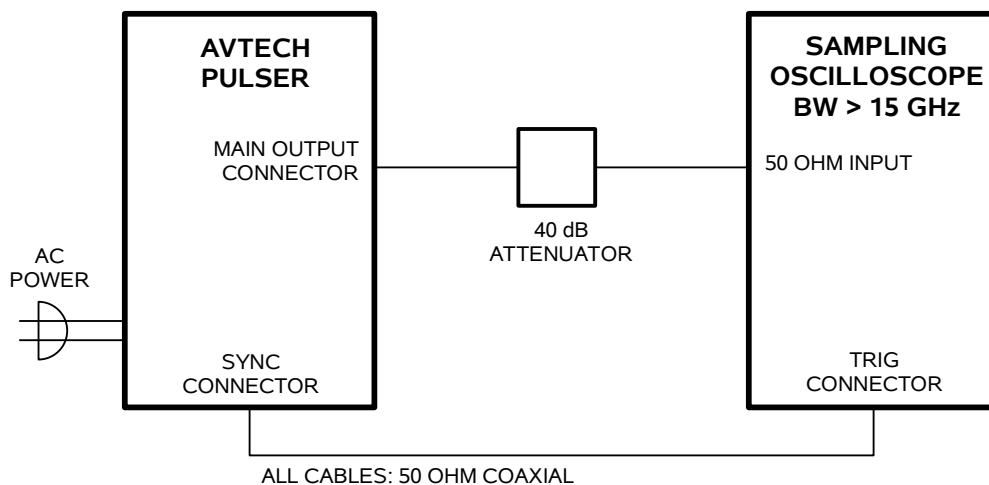 AVTECH
PULSER
MAIN OUTPUT
CONNECTOR
AC
POWER
SYNC
CONNECTOR
40 dB
ATTENUATOR
SAMPLING
OSCILLOSCOPE
BW > 15 GHz
50 OHM INPUT
TRIG
CONNECTOR
ALL CABLES: 50 OHM COAXIAL